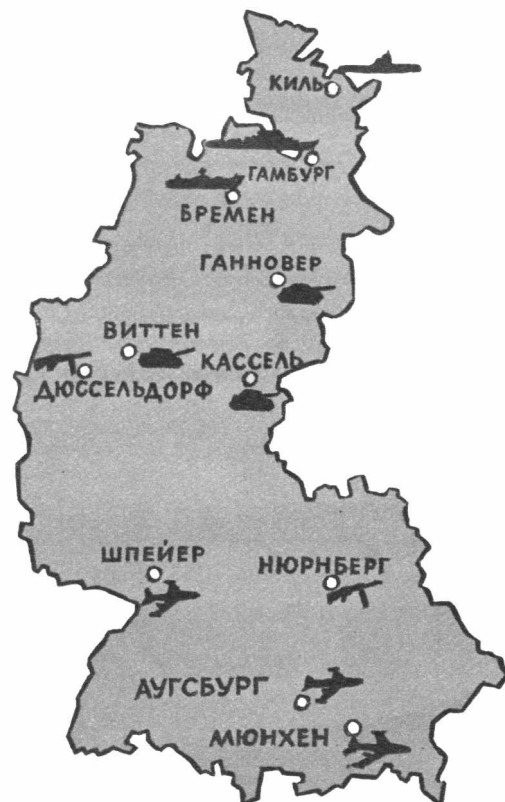 КИЛЬ
ГАМБУРГ
БРЕМЕН
ГАННОВЕР
ВИТТЕН
КАССЕЛЬ
ДЮССЕЛЬДОРФ
ШПЕЙЕР
НЮРНБЕРГ
АУГСБУРГ
МЮНХЕН